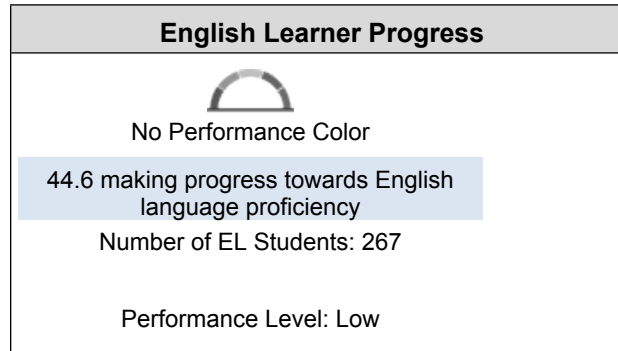 English Learner Progress
No Performance Color
44.6 making progress towards English
language proficiency
Number of EL Students: 267
Performance Level: Low